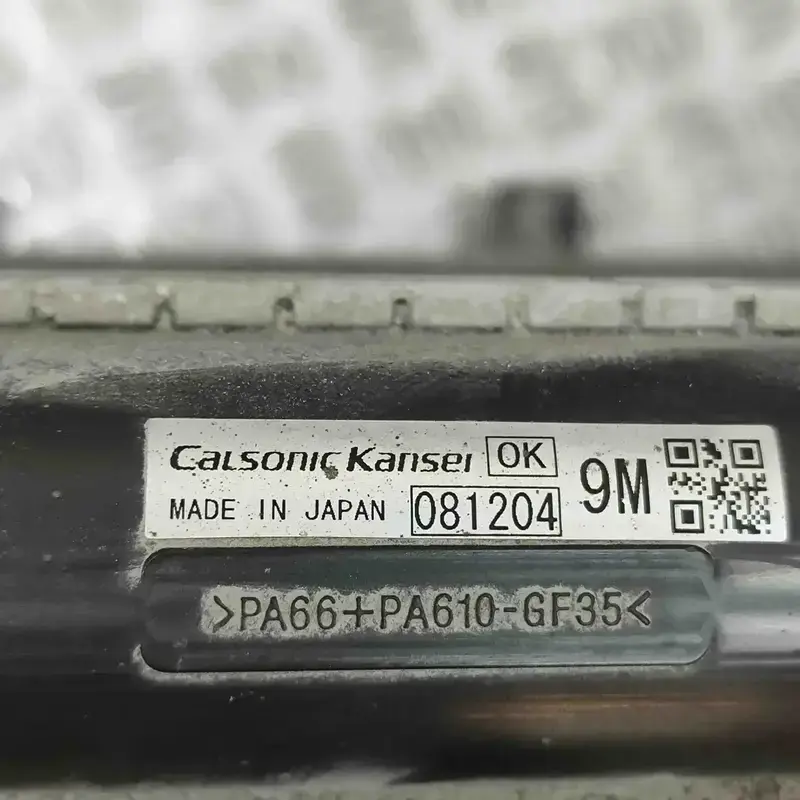 Calsonic Kansei OK
MADE IN JAPAN 081204 9M
>PA66+PA610-GF35<